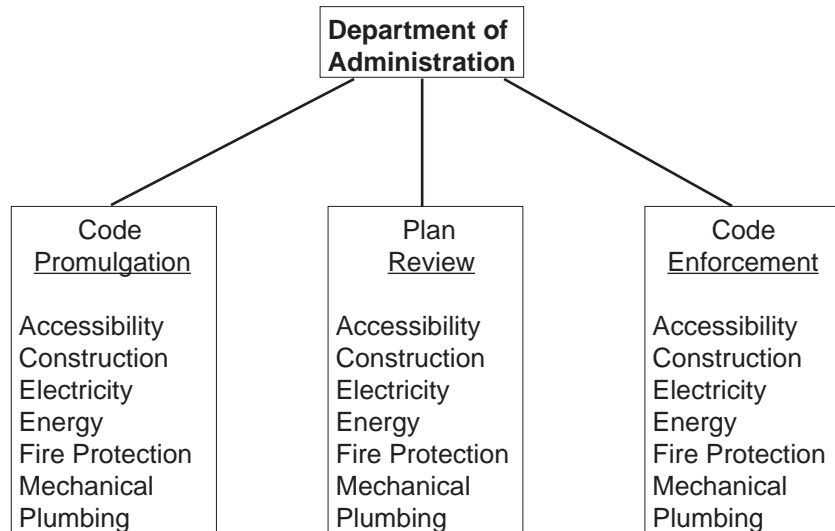 Department of
Administration
Code
Promulgation
Accessibility
Construction
Electricity
Energy
Fire Protection
Mechanical
Plumbing
Plan
Review
Accessibility
Construction
Electricity
Energy
Fire Protection
Mechanical
Plumbing
Code
Enforcement
Accessibility
Construction
Electricity
Energy
Fire Protection
Mechanical
Plumbing